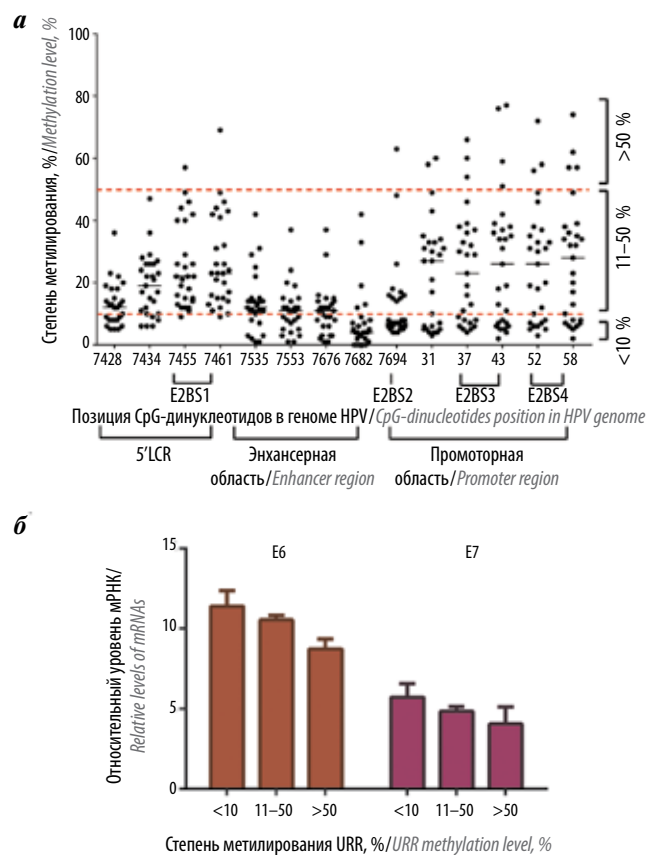 а
Степень метилирования, %/Methylation level, %
100
80
60
40
20
0
>50 %
11–50 %
<10 %
7428 7434 7455 7461 7535 7553 7676 7682 7694 31 37 43 52 58
E2BS1 E2BS2 E2BS3 E2BS4
Позиция CpG-динуклеотидов в геноме HPV/CpG-dinucleotides position in HPV genome
5'LCR
Энхансерная
область/Enhancer region
Промоторная
область/Promoter region
б
Относительный уровень мРНК/
Relative levels of mRNAs
15
10
5
0
E6 E7
<10 11–50 >50 <10 11–50 >50
Степень метилирования URR, %/URR methylation level, %